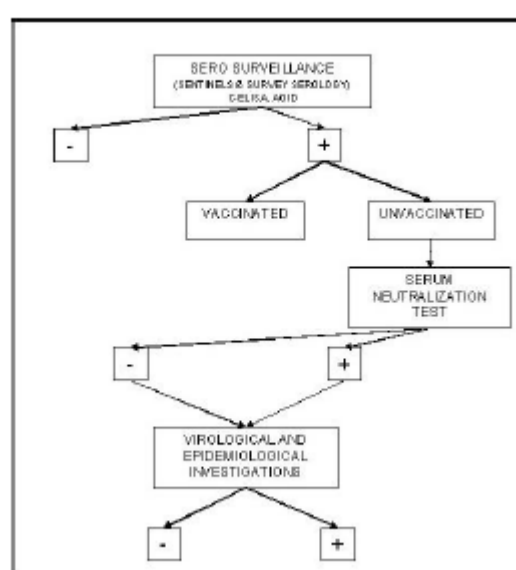 SERO SURVEILLANCE
(SENTINELS & SURVEY SEROLOGY)
C-ELISA, AGID
- +
VACCINATED UNVACCINATED
SERUM
NEUTRALIZATION
TEST
- +
VIROLOGICAL AND
EPIDEMIOLOGICAL
INVESTIGATIONS
- +